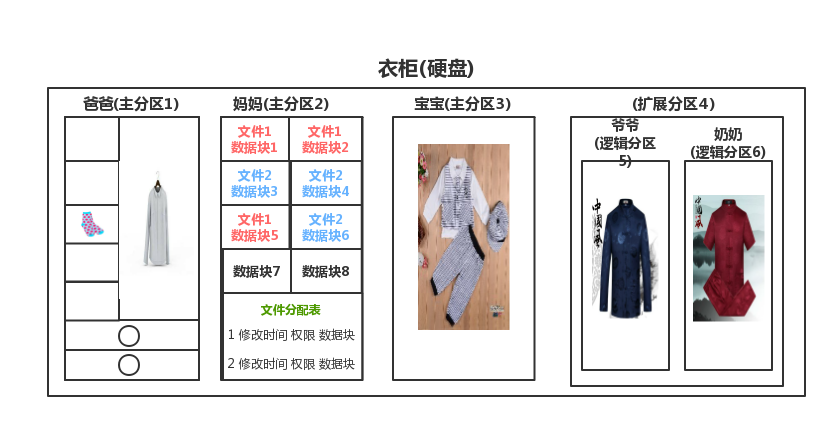 衣柜(硬盘)
爸爸(主分区1)
妈妈(主分区2)
文件1
数据块1
文件1
数据块2
文件2
数据块3
文件2
数据块4
文件1
数据块5
文件2
数据块6
数据块7
数据块8
文件分配表
1 修改时间 权限 数据块
2 修改时间 权限 数据块
宝宝(主分区3)
(扩展分区4)
爷爷
(逻辑分区
5)
中國風
奶奶
(逻辑分区6)
中國風